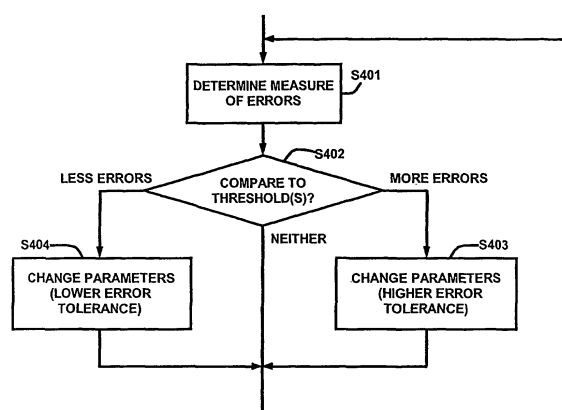 DETERMINE MEASURE
OF ERRORS
S401
S402
LESS ERRORS
COMPARE TO
THRESHOLD(S)?
MORE ERRORS
NEITHER
S404
CHANGE PARAMETERS
(LOWER ERROR
TOLERANCE)
S403
CHANGE PARAMETERS
(HIGHER ERROR
TOLERANCE)